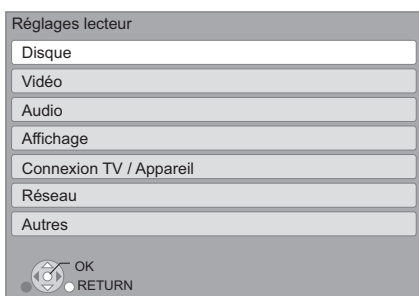 Réglages lecteur
Disque
Vidéo
Audio
Affichage
Connexion TV / Appareil
Réseau
Autres
OK
RETURN